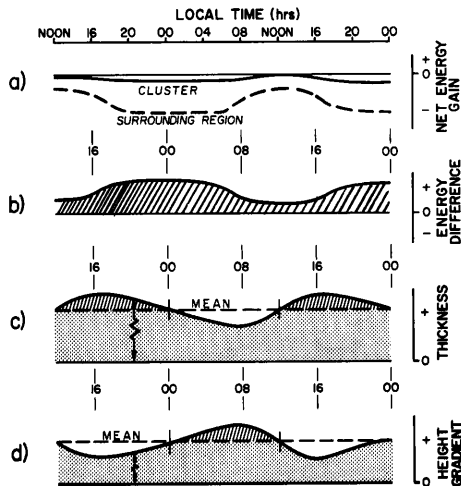 LOCAL TIME (hrs)
NOON 16 20 00 04 08 NOON 16 20 00
a)
CLUSTER
SURROUNDING REGION
+
0
−
NET ENERGY
GAIN
16 00 08 16 00
b)
+
0
−
ENERGY
DIFFERENCE
16 00 08 16 00
c)
MEAN
+
0
THICKNESS
16 00 08 16 00
d)
MEAN
+
0
HEIGHT
GRADIENT